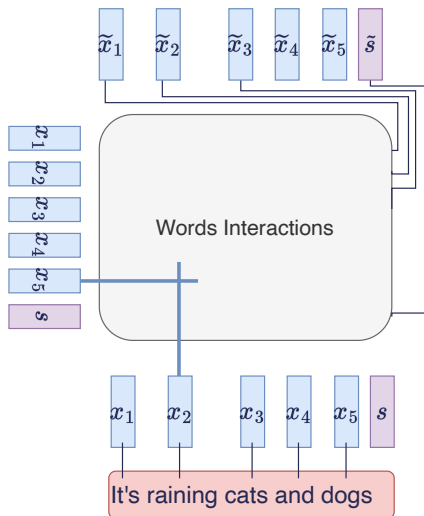 x̃₁ x̃₂ x̃₃ x̃₄ x̃₅ s̃
x₁
x₂
x₃
x₄
x₅
s
Words Interactions
x₁ x₂ x₃ x₄ x₅ s
It's raining cats and dogs